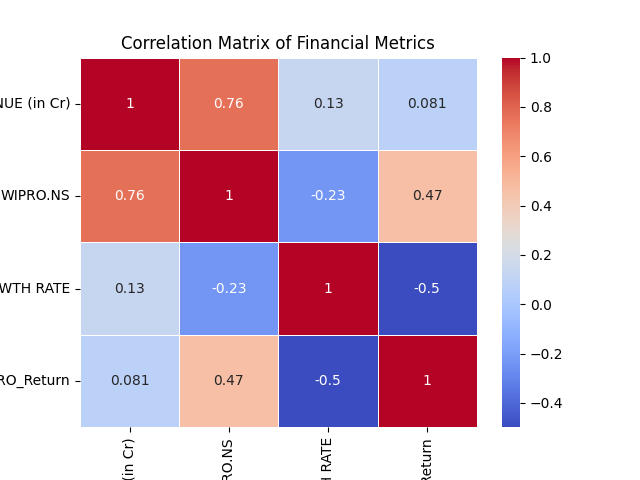 Correlation Matrix of Financial Metrics
NUE (in Cr)
1
0.76
0.13
0.081
WIPRO.NS
0.76
1
-0.23
0.47
WTH RATE
0.13
-0.23
1
-0.5
RO_Return
0.081
0.47
-0.5
1
(in Cr)
RO.NS
H RATE
Return
1.0
0.8
0.6
0.4
0.2
0.0
−0.2
−0.4